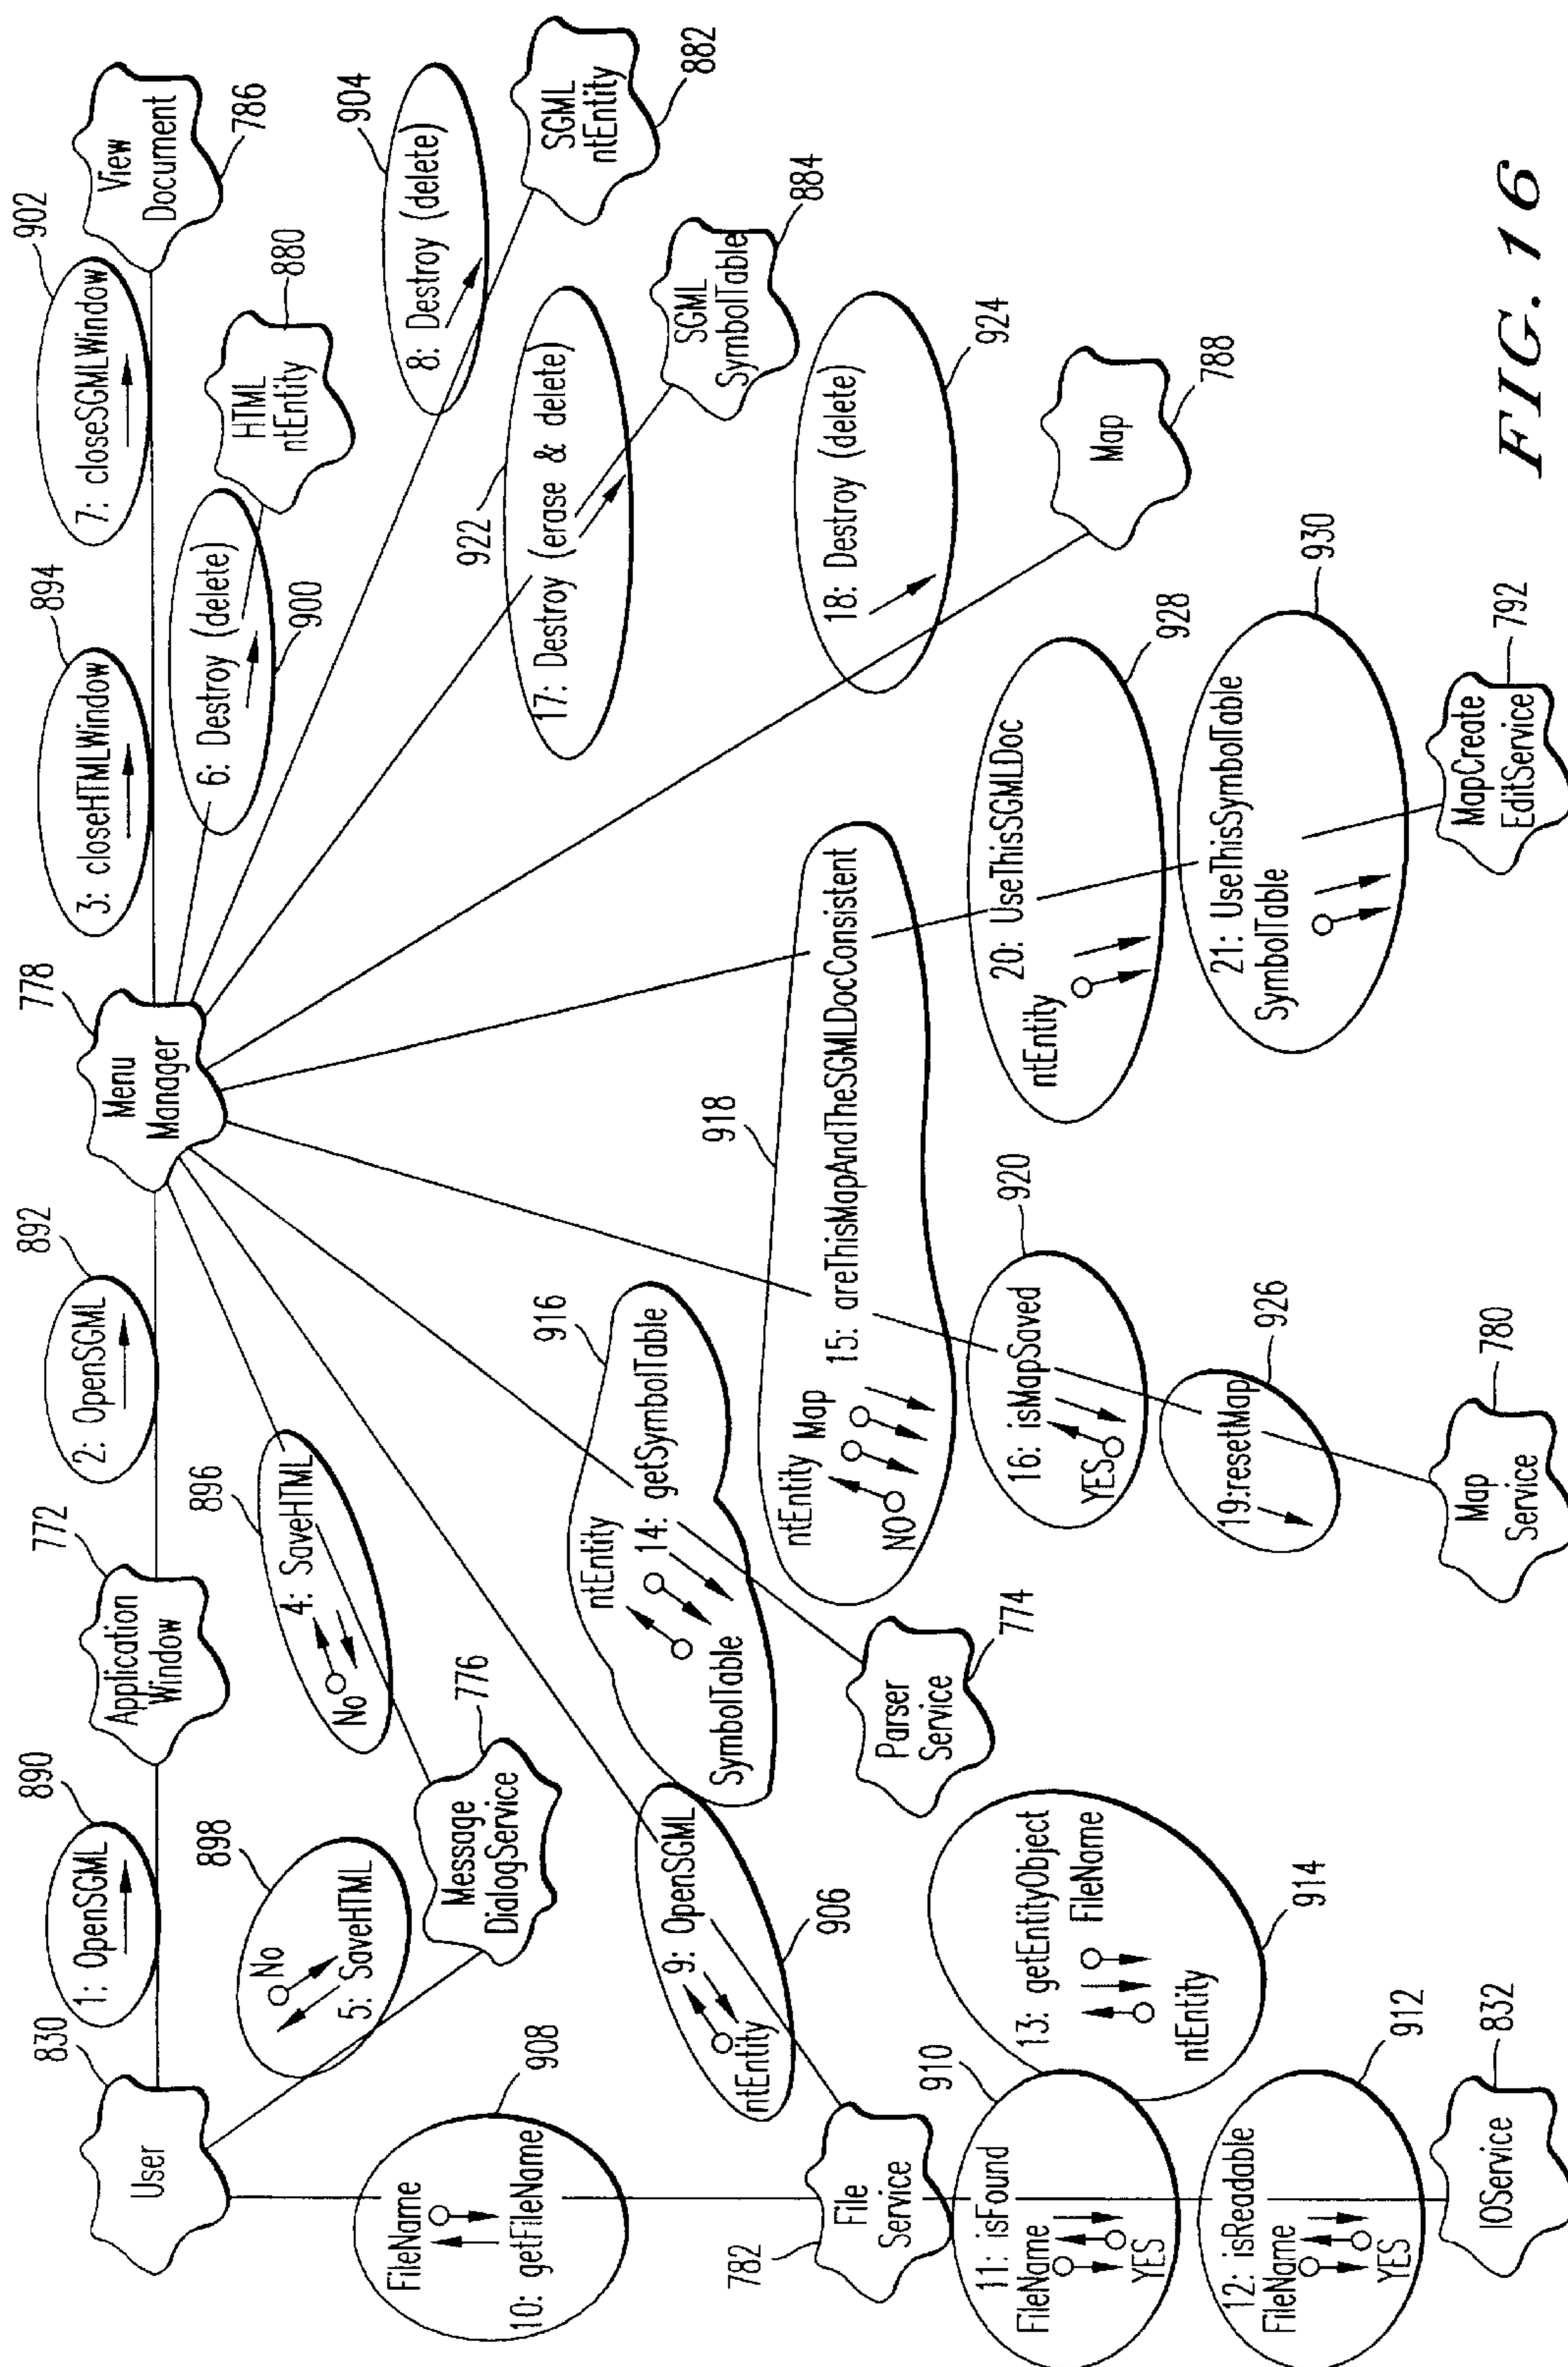 890
1: OpenSGML
892
2: OpenSGML
894
3: closeHTMLWindow
902
7: closeSGMLWindow
830
User
772
Application
Window
778
Menu
Manager
View
Document
786
898
No
5: SaveHTML
896
4: SaveHTML
No
6: Destroy (delete)
900
HTML
ntEntity
880
8: Destroy (delete)
904
908
FileName
10: getFileName
776
Message
DialogService
922
17: Destroy (erase & delete)
SGML
ntEntity
882
SGML
SymbolTable
884
9: OpenSGML
ntEntity
906
916
ntEntity
14: getSymbolTable
SymbolTable
18: Destroy (delete)
924
782
File
Service
Parser
Service
774
918
ntEntity Map
15: areThisMapAndTheSGMLDocConsistent
NO
Map
788
910
11: isFound
FileName
YES
13: getEntityObject
FileName
ntEntity
914
920
16: isMapSaved
YES
20: UseThisSGMLDoc
ntEntity
928
12: isReadable
FileName
YES
912
19:resetMap
926
21: UseThisSymbolTable
SymbolTable
930
IOService
832
Map
Service
780
MapCreate
EditService
792
FIG. 16